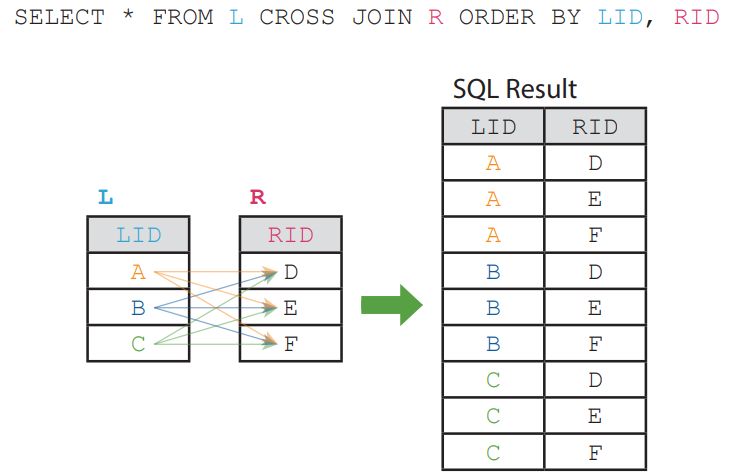 SELECT * FROM L CROSS JOIN R ORDER BY LID, RID
SQL Result
LID RID
A D
A E
A F
B D
B E
B F
C D
C E
C F
L R
LID RID
A D
B E
C F